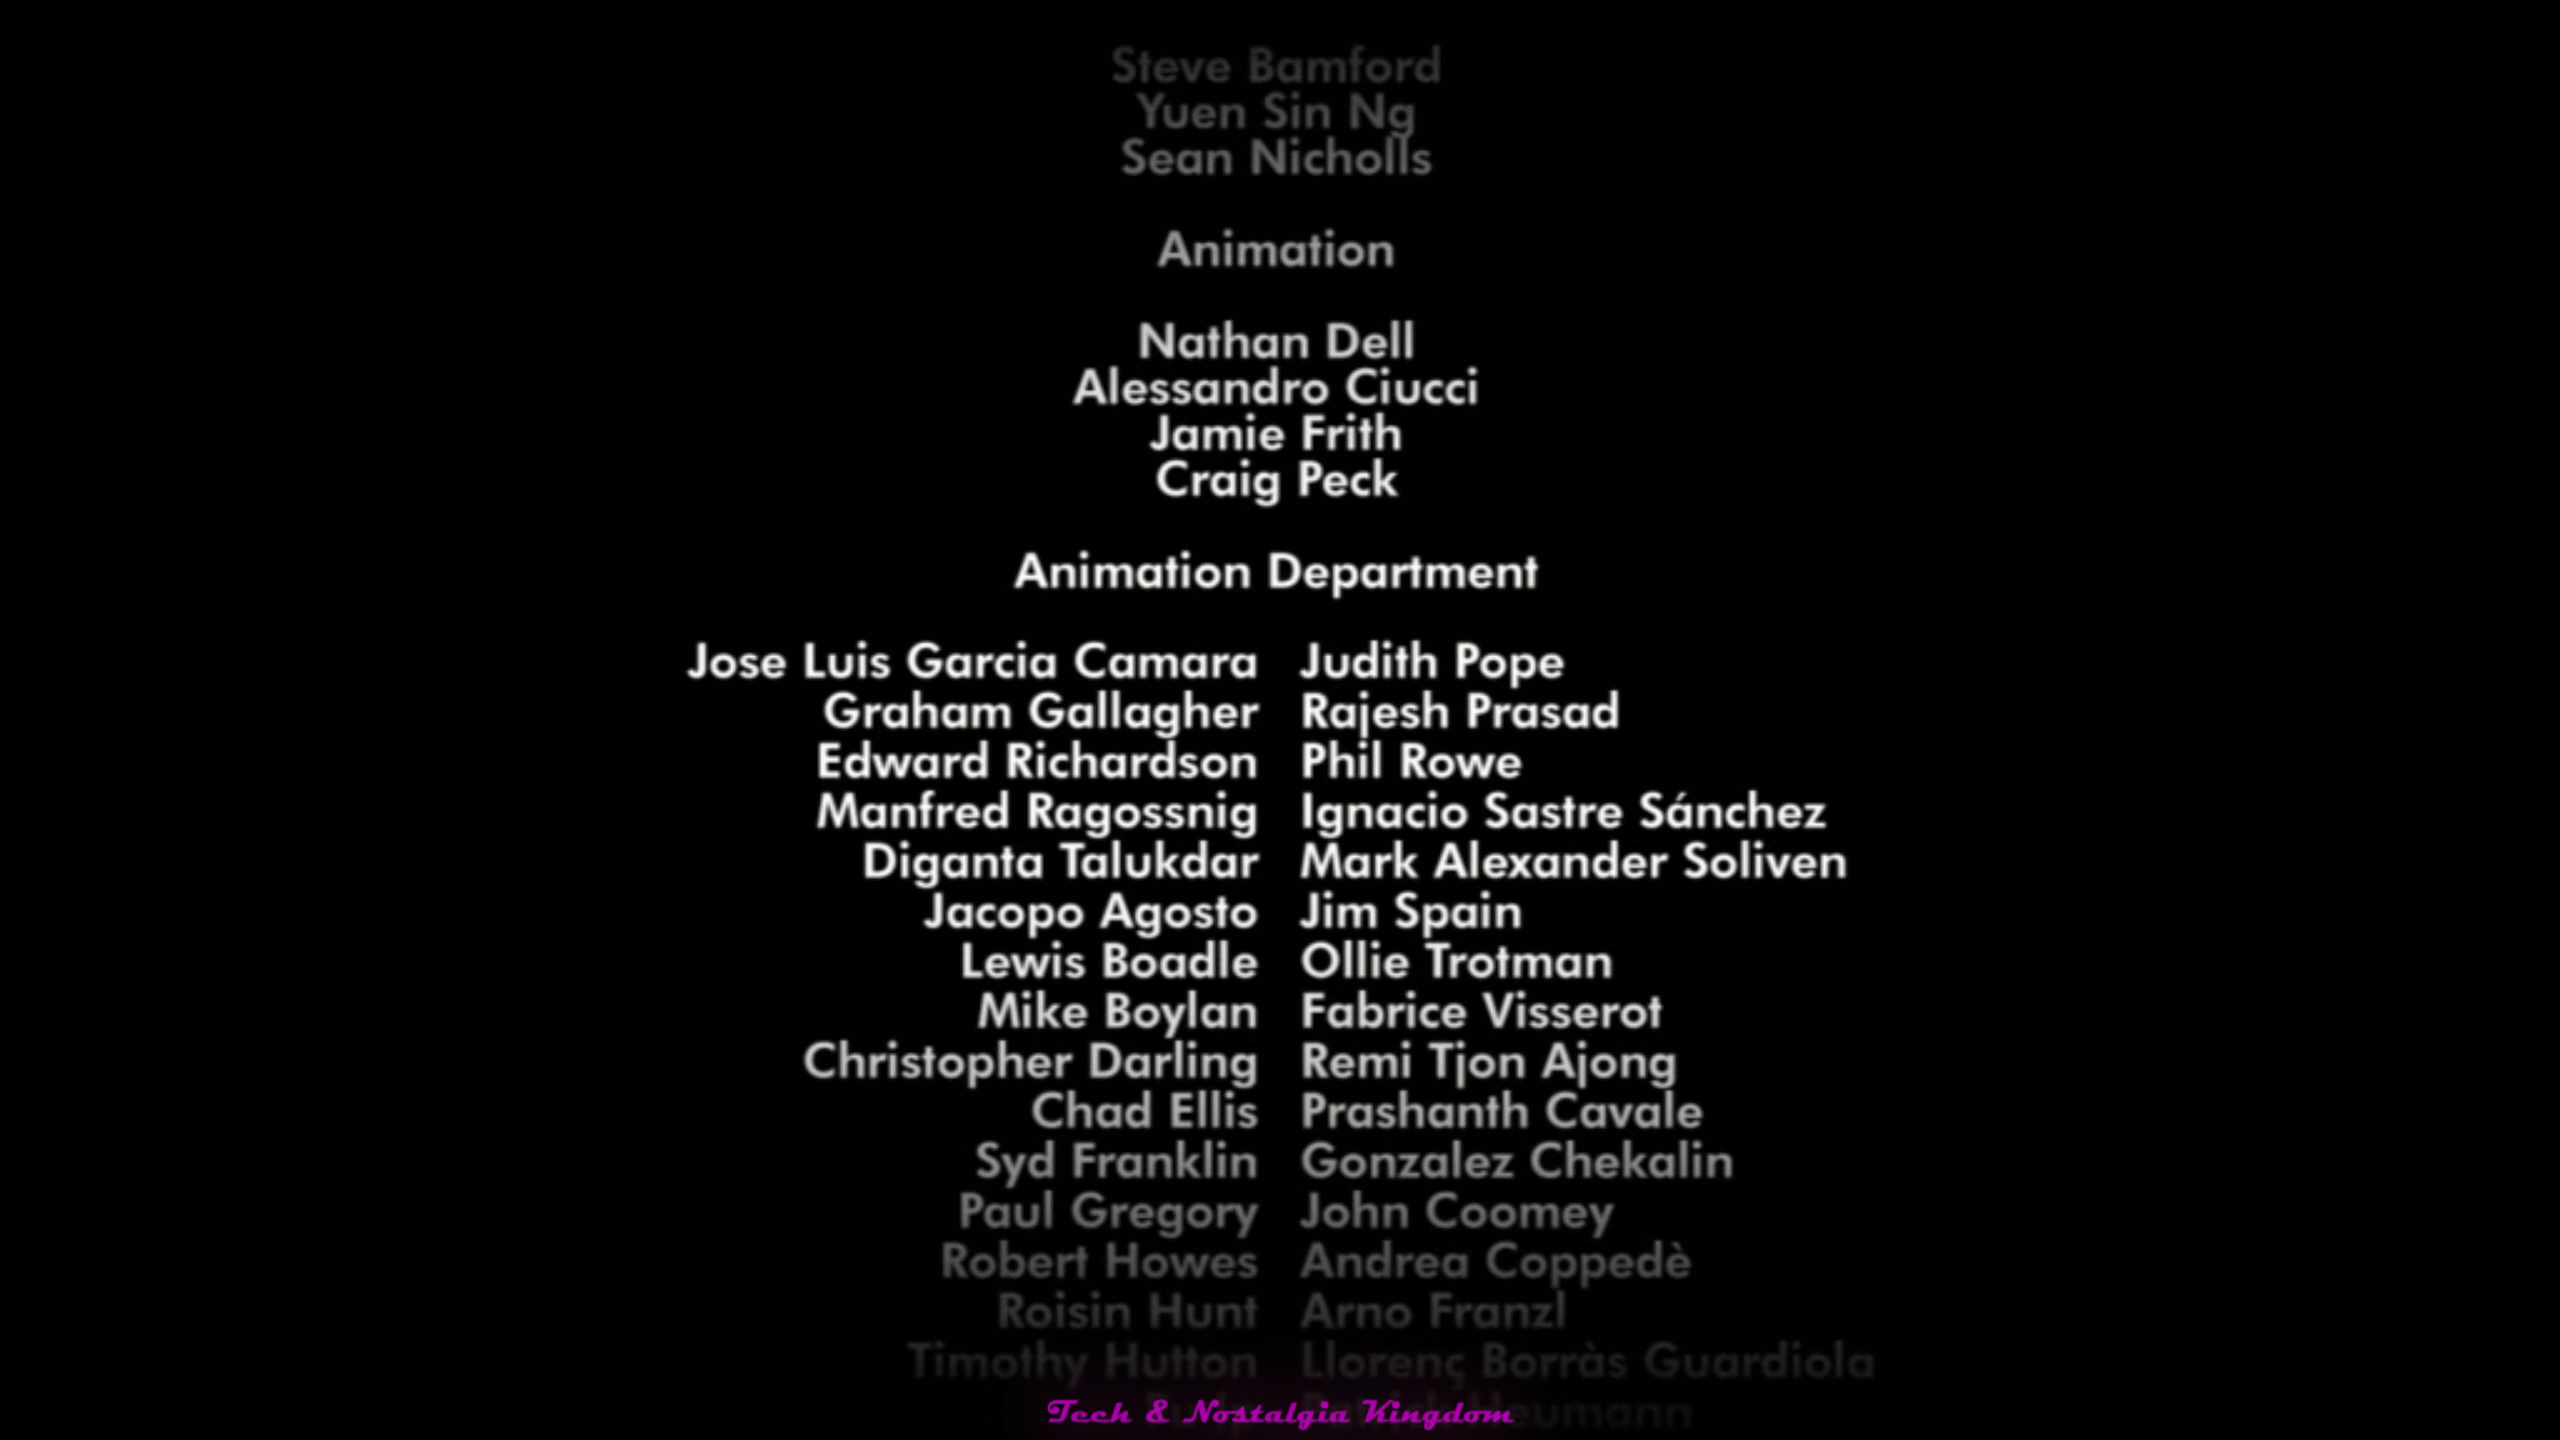 Steve Bamford
Yuen Sin Ng
Sean Nicholls
Animation
Nathan Dell
Alessandro Ciucci
Jamie Frith
Craig Peck
Animation Department
Jose Luis Garcia Camara Judith Pope
Graham Gallagher Rajesh Prasad
Edward Richardson Phil Rowe
Manfred Ragossnig Ignacio Sastre Sánchez
Diganta Talukdar Mark Alexander Soliven
Jacopo Agosto Jim Spain
Lewis Boadle Ollie Trotman
Mike Boylan Fabrice Visserot
Christopher Darling Remi Tjon Ajong
Chad Ellis Prashanth Cavale
Syd Franklin Gonzalez Chekalin
Paul Gregory John Coomey
Robert Howes Andrea Coppedè
Roisin Hunt Arno Franzl
Timothy Hutton Llorenç Borràs Guardiola
Tech & Nostalgia Kingdom